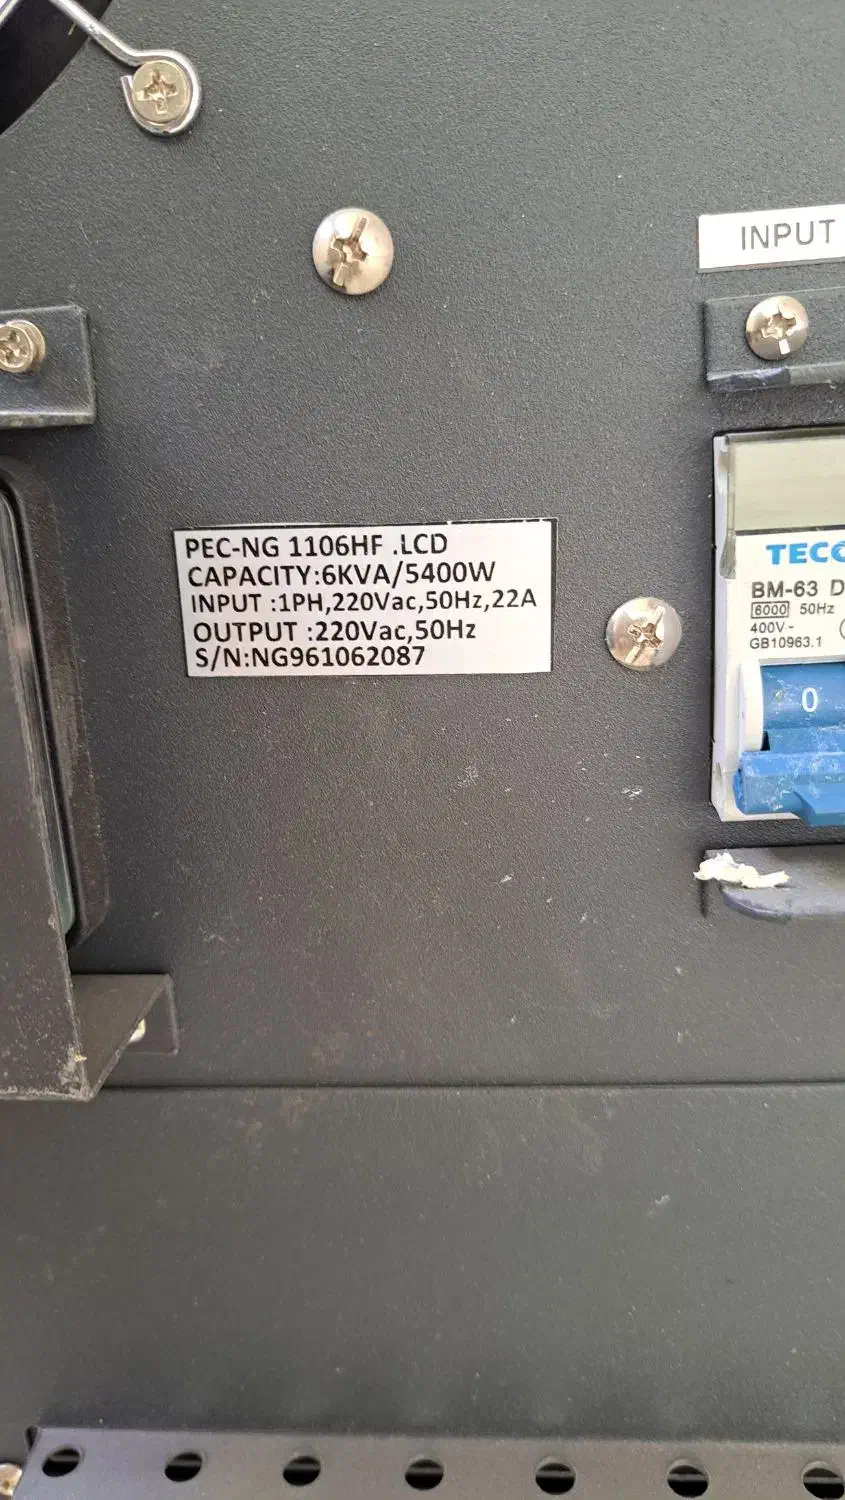 INPUT
PEC-NG 1106HF .LCD
CAPACITY:6KVA/5400W
INPUT :1PH,220Vac,50Hz,22A
OUTPUT :220Vac,50Hz
S/N:NG961062087
TECO
BM-63 D
6000 50Hz
400V~
GB10963.1
0